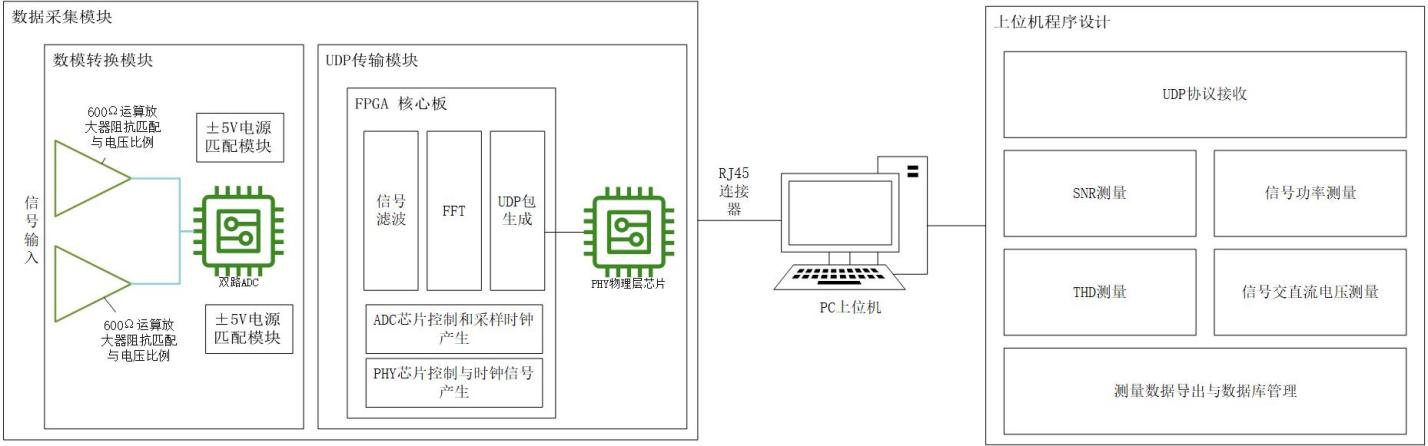 数据采集模块
数模转换模块
600Ω运算放
大器阻抗匹配
与电压比例
±5V电源
匹配模块
信
号
输
入
双路ADC
600Ω运算放
大器阻抗匹配
与电压比例
±5V电源
匹配模块
UDP传输模块
FPGA 核心板
信号
滤波
FFT
UDP包
生成
ADC芯片控制和采样时钟
产生
PHY芯片控制与时钟信号
产生
PHY物理层芯片
RJ45
连接
器
PC上位机
上位机程序设计
UDP协议接收
SNR测量
信号功率测量
THD测量
信号交直流电压测量
测量数据导出与数据库管理